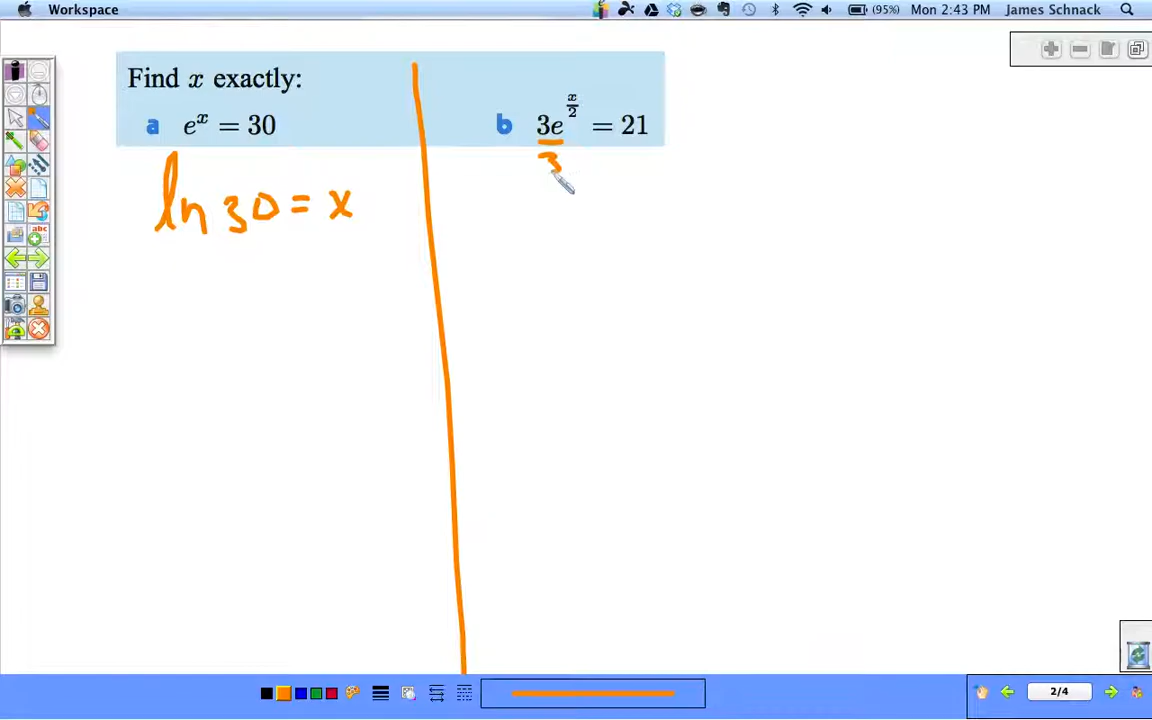 Workspace (95%) Mon 2:43 PM James Schnack
Find x exactly:
a e^x = 30
b 3e^{x/2} = 21
ln 30 = x
3
abc
2/4